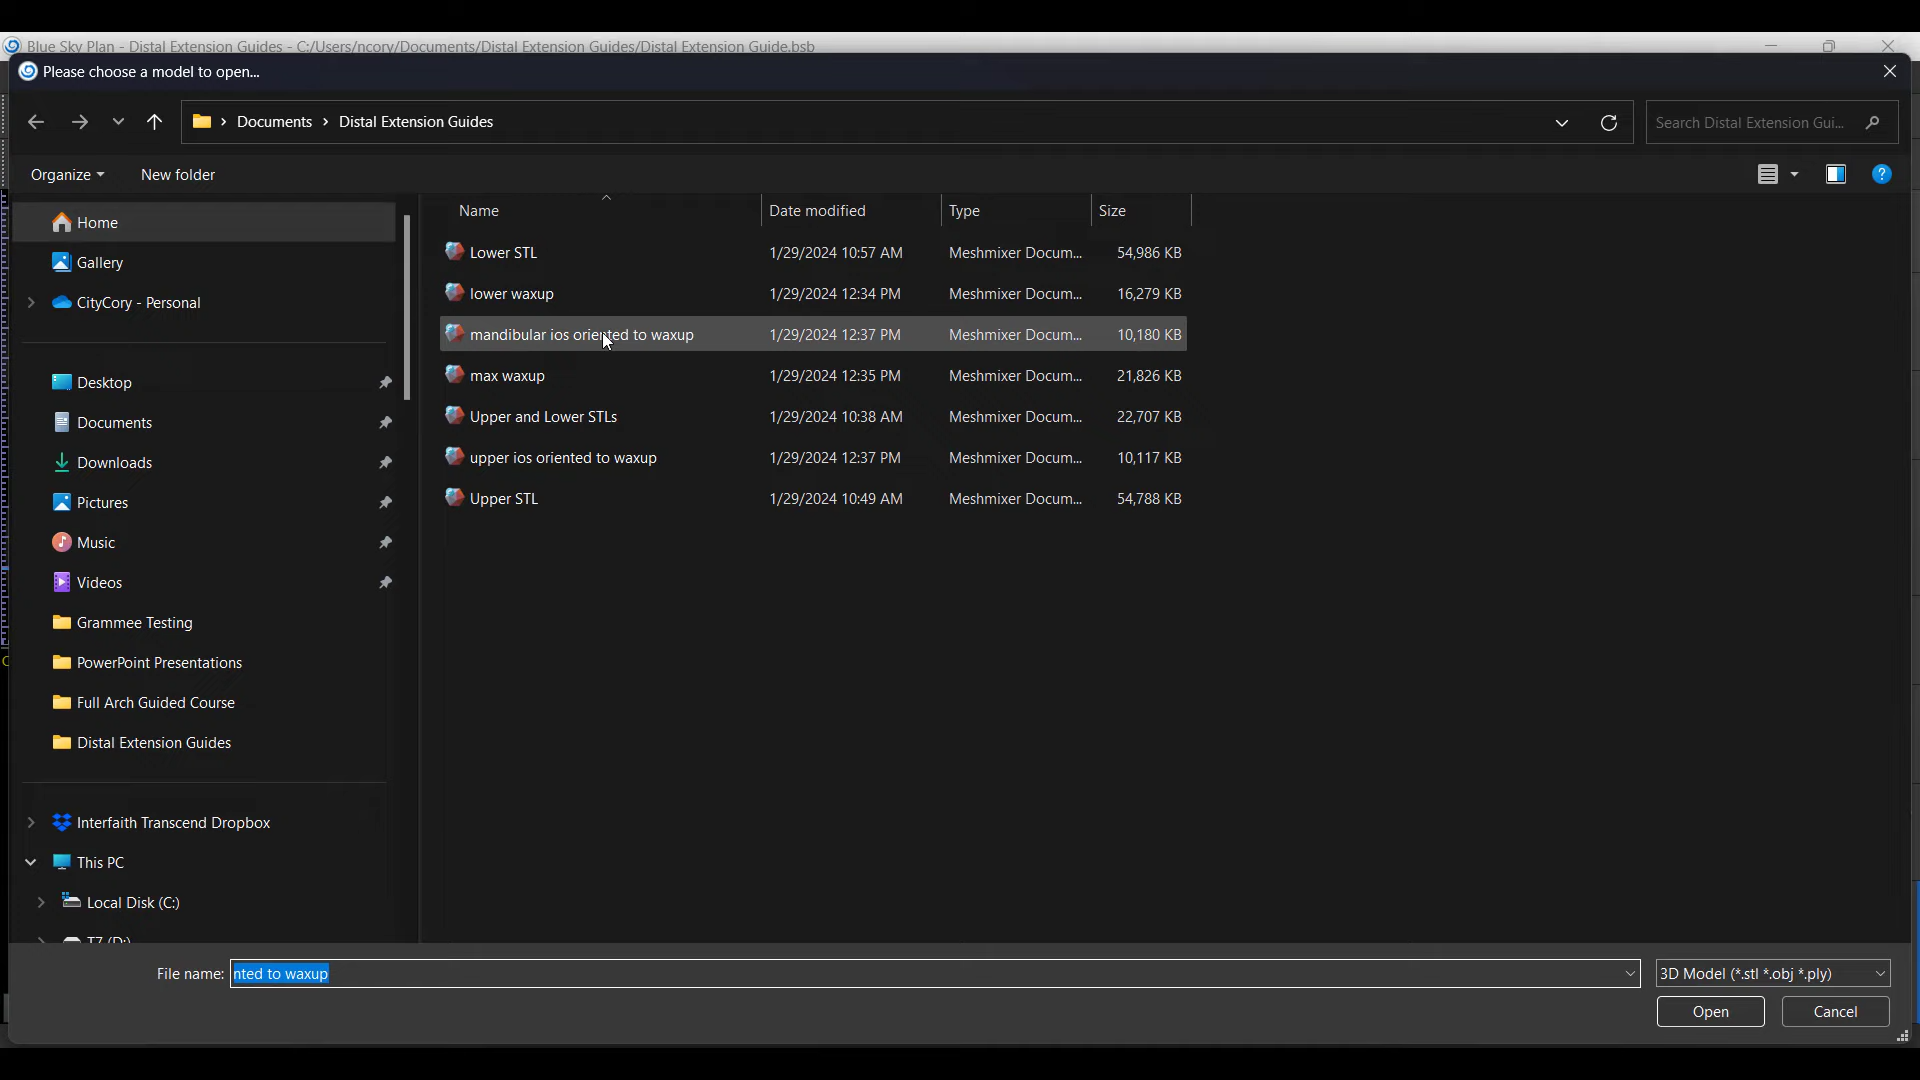 Blue Sky Plan - Distal Extension Guides - C:/Users/ncory/Documents/Distal Extension Guides/Distal Extension Guide.bsb
Please choose a model to open...
Documents > Distal Extension Guides
Search Distal Extension Gui...
Organize
New folder
Home
Gallery
CityCory - Personal
Desktop
Documents
Downloads
Pictures
Music
Videos
Grammee Testing
PowerPoint Presentations
Full Arch Guided Course
Distal Extension Guides
Interfaith Transcend Dropbox
This PC
Local Disk (C:)
T7 (D:)
Name Date modified Type Size
Lower STL 1/29/2024 10:57 AM Meshmixer Docum... 54,986 KB
lower waxup 1/29/2024 12:34 PM Meshmixer Docum... 16,279 KB
mandibular ios oriented to waxup 1/29/2024 12:37 PM Meshmixer Docum... 10,180 KB
max waxup 1/29/2024 12:35 PM Meshmixer Docum... 21,826 KB
Upper and Lower STLs 1/29/2024 10:38 AM Meshmixer Docum... 22,707 KB
upper ios oriented to waxup 1/29/2024 12:37 PM Meshmixer Docum... 10,117 KB
Upper STL 1/29/2024 10:49 AM Meshmixer Docum... 54,788 KB
File name: nted to waxup
3D Model (*.stl *.obj *.ply)
Open
Cancel